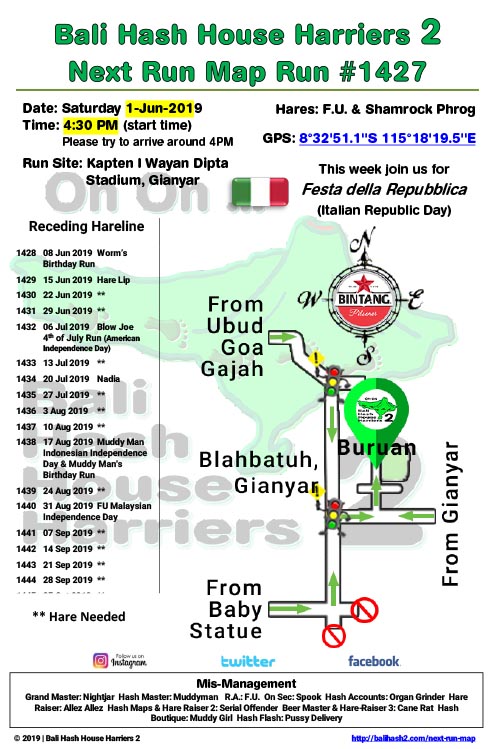 Bali Hash House Harriers 2
Next Run Map Run #1427
Date: Saturday 1-Jun-2019
Time: 4:30 PM (start time)
Please try to arrive around 4PM
Run Site: Kapten I Wayan Dipta
Stadium, Gianyar
Hares: F.U. & Shamrock Phrog
GPS: 8°32'51.1"S 115°18'19.5"E
This week join us for
Festa della Repubblica
(Italian Republic Day)
On On
Receding Hareline
1428 08 Jun 2019 Worm's
Birthday Run
1429 15 Jun 2019 Hare Lip
1430 22 Jun 2019 **
1431 29 Jun 2019 **
1432 06 Jul 2019 Blow Joe
4th of July Run (American
Independence Day)
1433 13 Jul 2019 **
1434 20 Jul 2019 Nadia
1435 27 Jul 2019 **
1436 3 Aug 2019 **
1437 10 Aug 2019 **
1438 17 Aug 2019 Muddy Man
Indonesian Independence
Day & Muddy Man's
Birthday Run
1439 24 Aug 2019 **
1440 31 Aug 2019 FU Malaysian
Independence Day
1441 07 Sep 2019 **
1442 14 Sep 2019 **
1443 21 Sep 2019 **
1444 28 Sep 2019 **
** Hare Needed
Bali
Hash
House
Harriers
2
N
W
E
S
BINTANG
Pilsener
From
Ubud
Goa
Gajah
ON ON
Bali
Hash
House
Harriers 2
Buruan
Blahbatuh,
Gianyar
From Gianyar
From
Baby
Statue
Follow us on
Instagram
twitter
facebook
Mis-Management
Grand Master: Nightjar Hash Master: Muddyman R.A.: F.U. On Sec: Spook Hash Accounts: Organ Grinder Hare
Raiser: Allez Allez Hash Maps & Hare Raiser 2: Serial Offender Beer Master & Hare-Raiser 3: Cane Rat Hash
Boutique: Muddy Girl Hash Flash: Pussy Delivery
© 2019 | Bali Hash House Harriers 2
http://balihash2.com/next-run-map